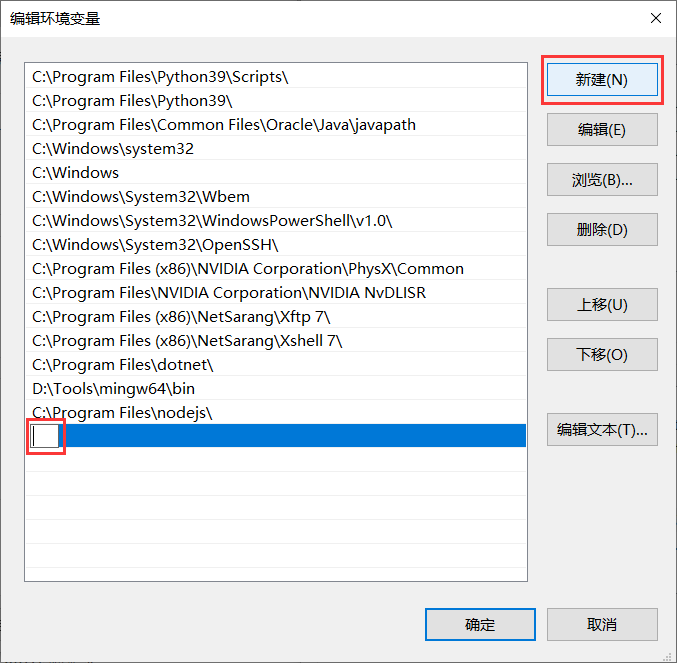 编辑环境变量
C:\Program Files\Python39\Scripts\
C:\Program Files\Python39\
C:\Program Files\Common Files\Oracle\Java\javapath
C:\Windows\system32
C:\Windows
C:\Windows\System32\Wbem
C:\Windows\System32\WindowsPowerShell\v1.0\
C:\Windows\System32\OpenSSH\
C:\Program Files (x86)\NVIDIA Corporation\PhysX\Common
C:\Program Files\NVIDIA Corporation\NVIDIA NvDLISR
C:\Program Files (x86)\NetSarang\Xftp 7\
C:\Program Files (x86)\NetSarang\Xshell 7\
C:\Program Files\dotnet\
D:\Tools\mingw64\bin
C:\Program Files\nodejs\
新建(N)
编辑(E)
浏览(B)...
删除(D)
上移(U)
下移(O)
编辑文本(T)...
确定
取消